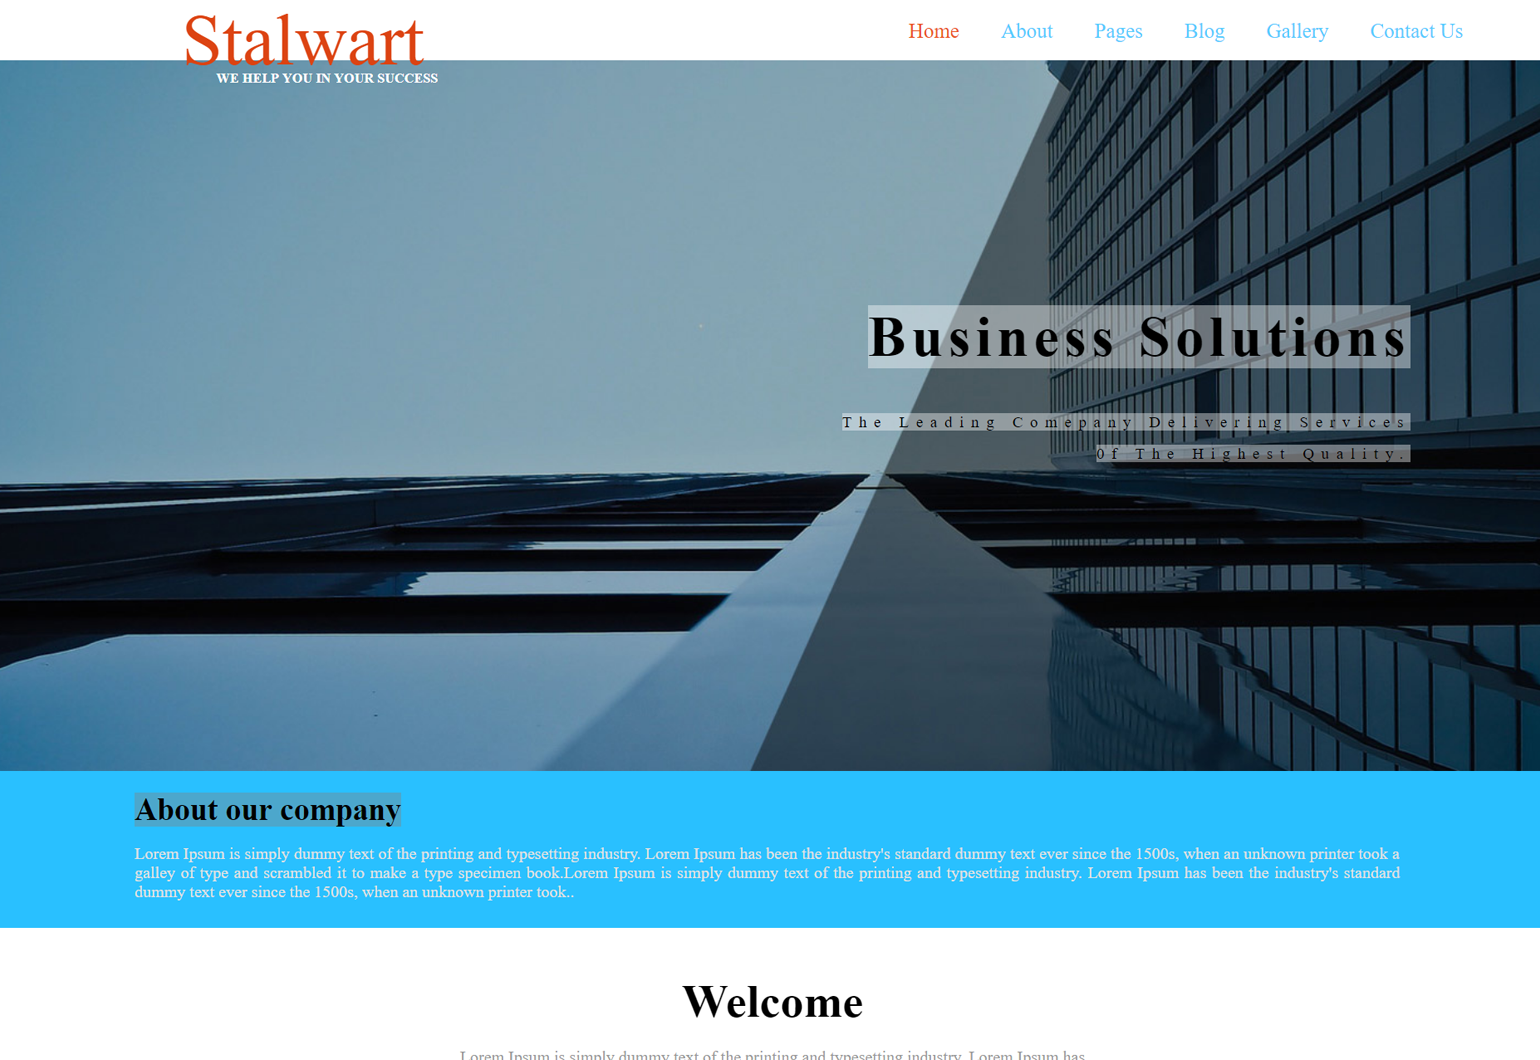 Stalwart
WE HELP YOU IN YOUR SUCCESS
Home About Pages Blog Gallery Contact Us
Business Solutions
The Leading Comepany Delivering Services
0f The Highest Quality.
About our company
Lorem Ipsum is simply dummy text of the printing and typesetting industry. Lorem Ipsum has been the industry's standard dummy text ever since the 1500s, when an unknown printer took a
galley of type and scrambled it to make a type specimen book.Lorem Ipsum is simply dummy text of the printing and typesetting industry. Lorem Ipsum has been the industry's standard
dummy text ever since the 1500s, when an unknown printer took..
Welcome
Lorem Ipsum is simply dummy text of the printing and typesetting industry. Lorem Ipsum has